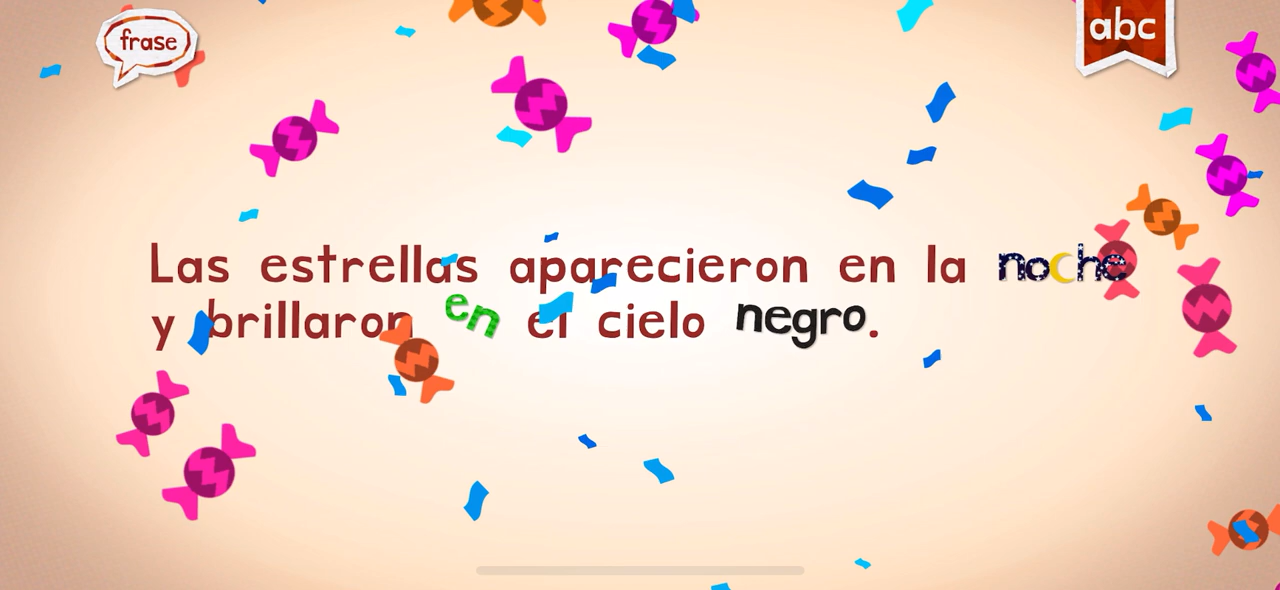 frase
abc
Las estrellas aparecieron en la noche
y brillaron en el cielo negro.